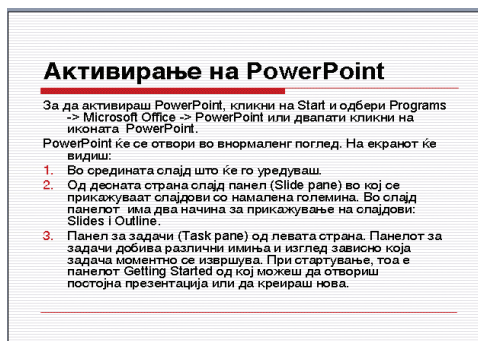 Активирање на PowerPoint
За да активираш PowerPoint, кликни на Start и одбери Programs
-> Microsoft Office -> PowerPoint или двапати кликни на
иконата PowerPoint.
PowerPoint ќе се отвори во внормаленг поглед. На екранот ќе
видиш:
1. Во средината слајд што ќе го уредуваш.
2. Од десната страна слајд панел (Slide pane) во кој се
прикажуваат слајдови со намалена големина. Во слајд
панелот има два начина за прикажување на слајдови:
Slides i Outline.
3. Панел за задачи (Task pane) од левата страна. Панелот за
задачи добива различни имиња и изглед зависно која
задача моментно се извршува. При стартување, тоа е
панелот Getting Started од кој можеш да отвориш
постојна презентација или да креираш нова.